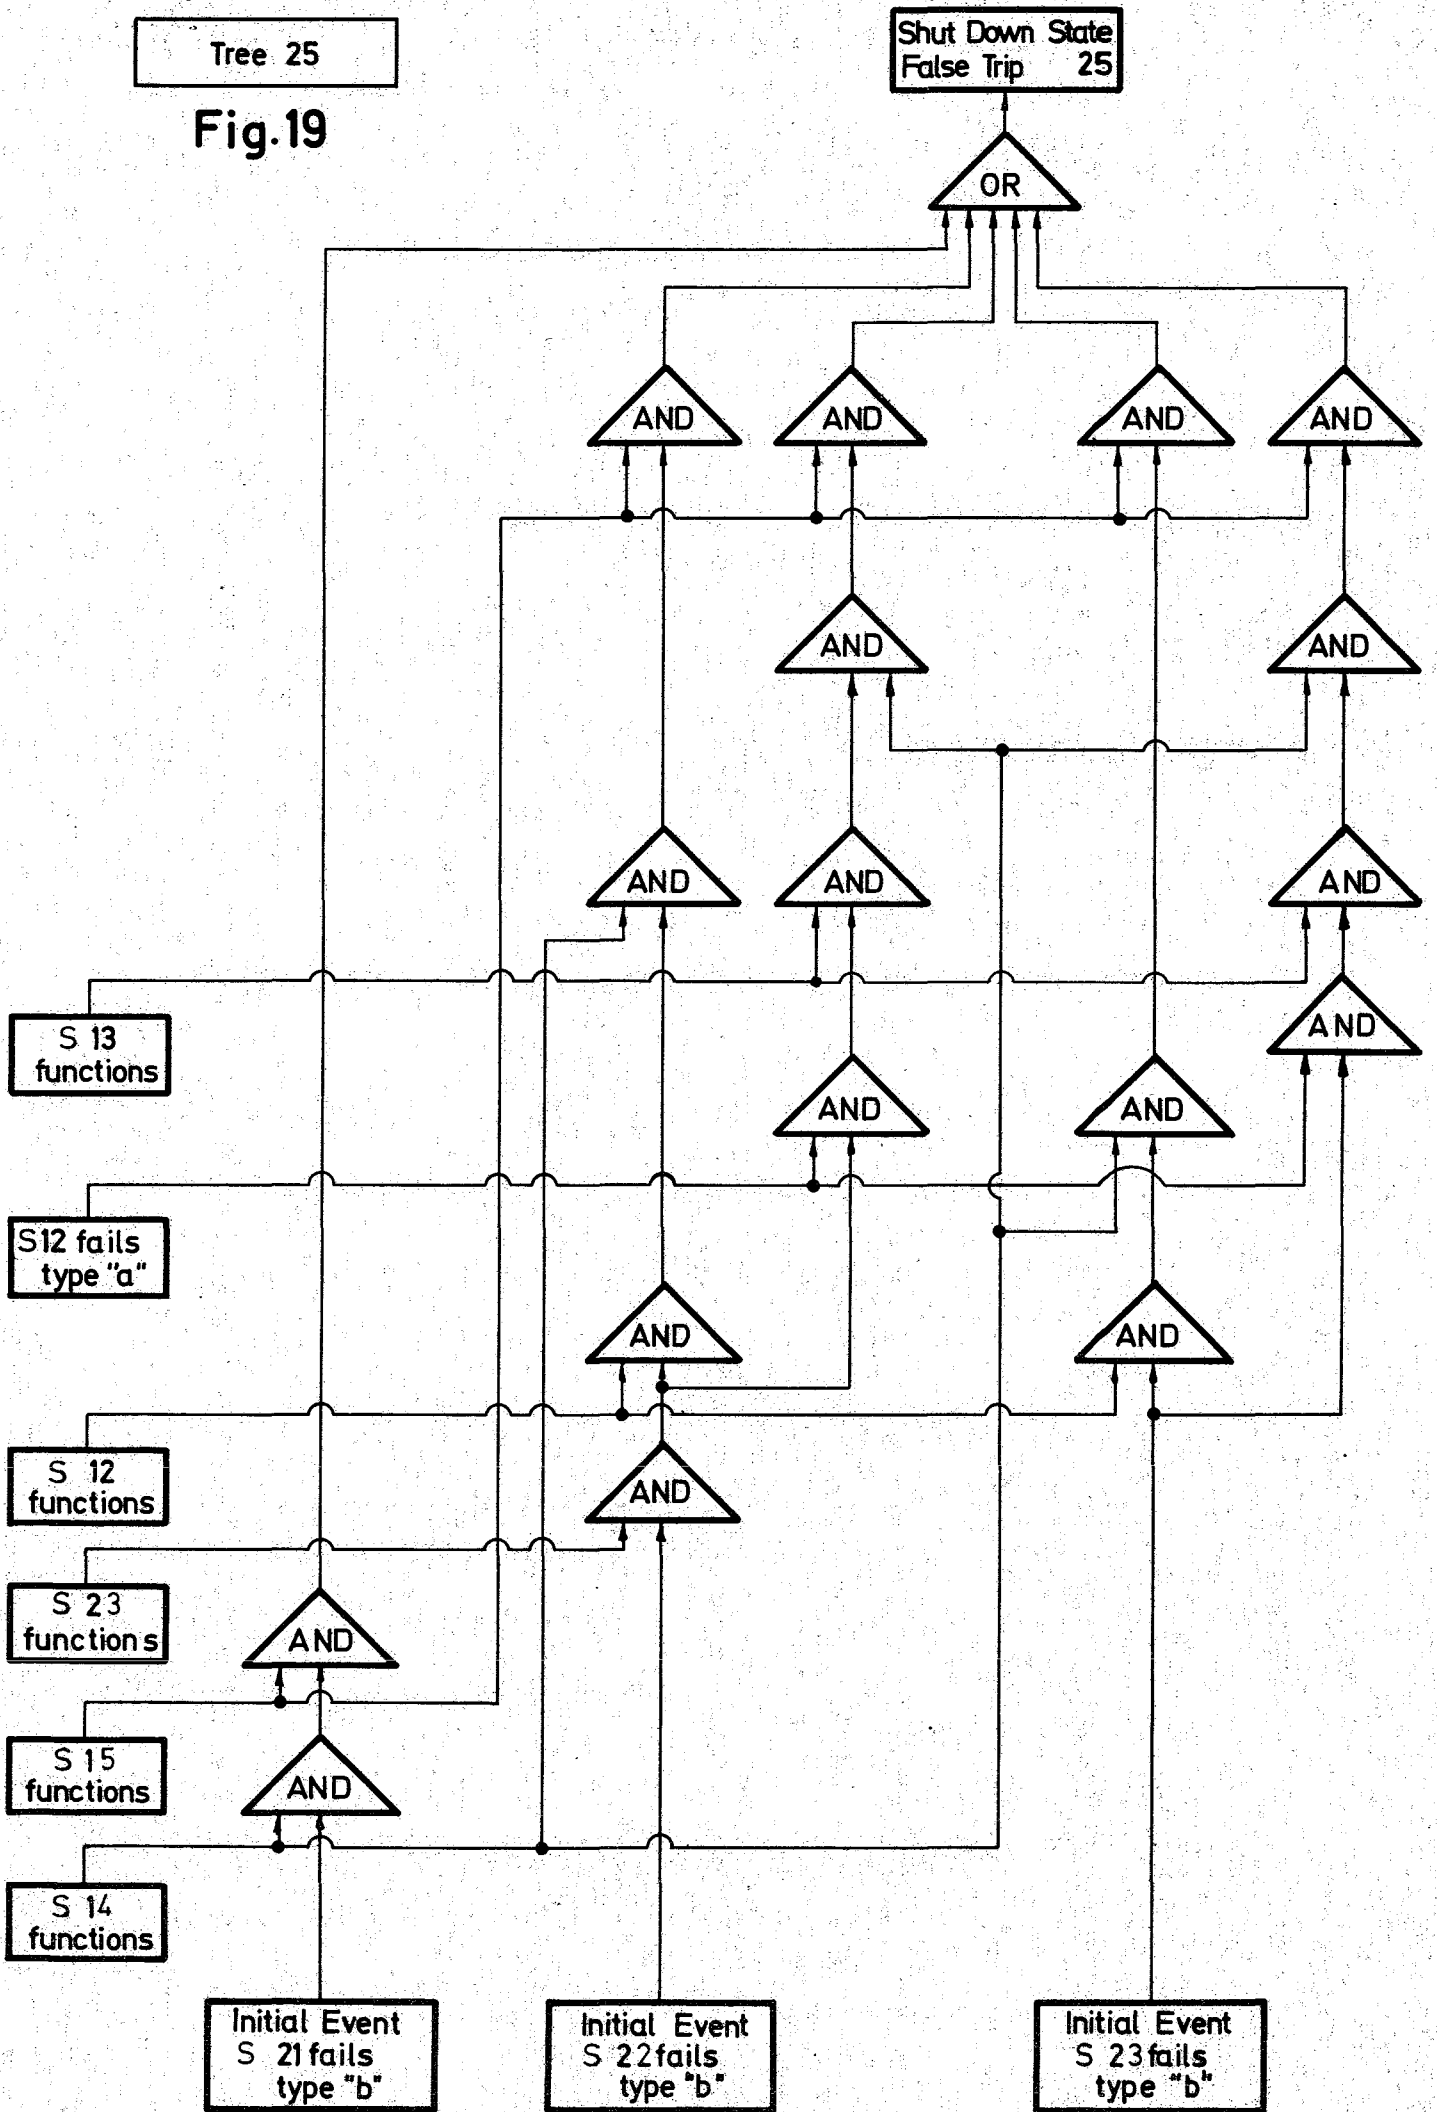 Tree 25
Fig.19
Shut Down State
False Trip 25
OR
AND
AND
AND
AND
AND
AND
AND
AND
AND
S 13
functions
AND
AND
AND
S12 fails
type "a"
AND
AND
S 12
functions
AND
S 23
functions
AND
S 15
functions
AND
S 14
functions
Initial Event
S 21 fails
type "b"
Initial Event
S 22 fails
type "b"
Initial Event
S 23 fails
type "b"